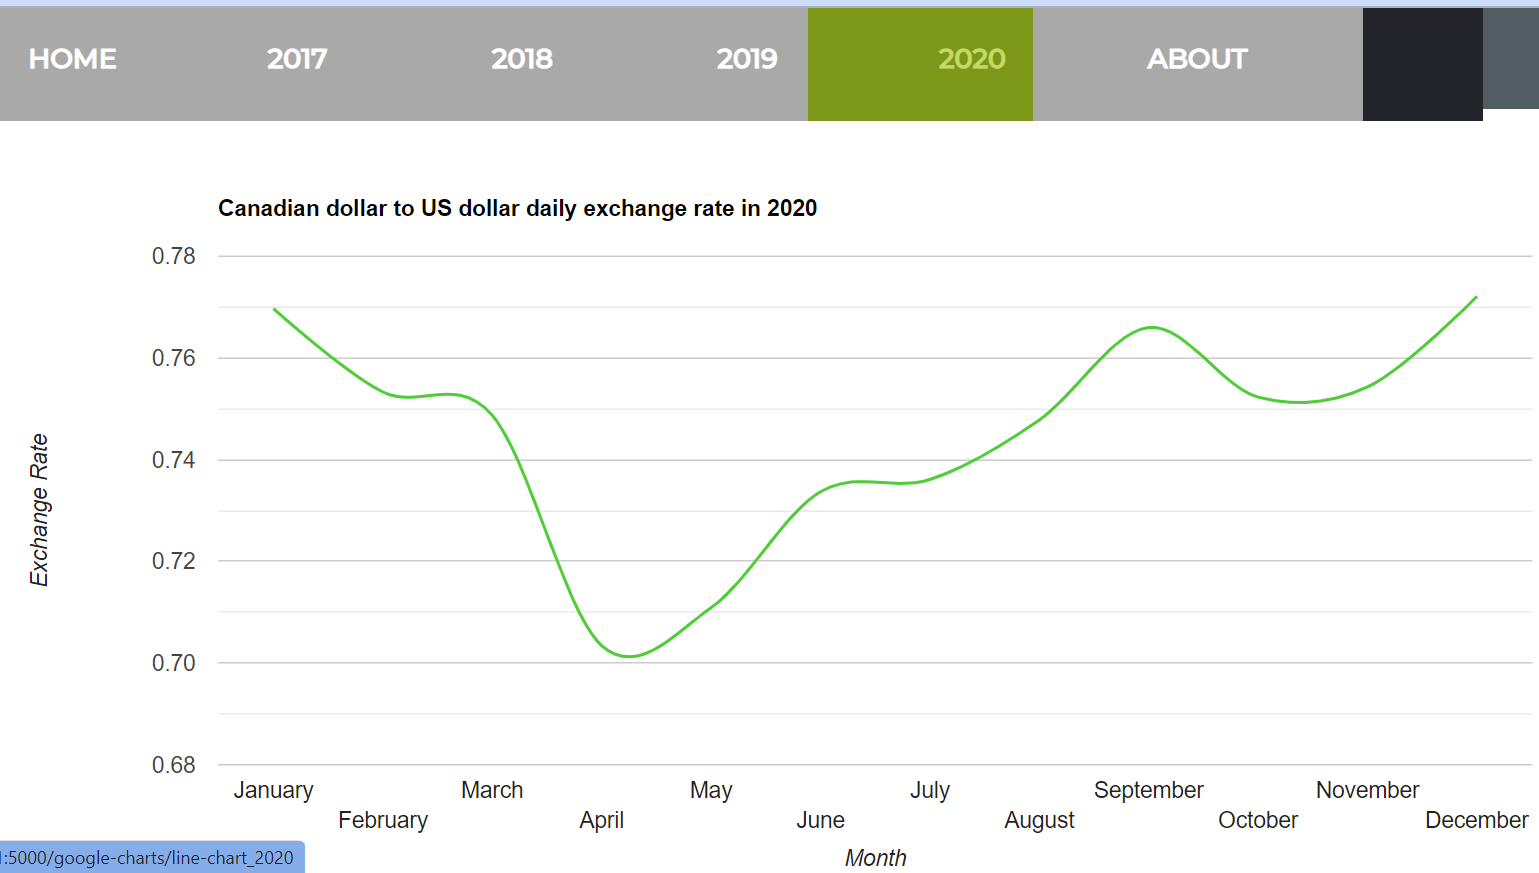 HOME 2017 2018 2019 2020 ABOUT
Canadian dollar to US dollar daily exchange rate in 2020
0.78
0.76
0.74
0.72
0.70
0.68
Exchange Rate
January March May July September November
February April June August October December
Month
:5000/google-charts/line-chart_2020